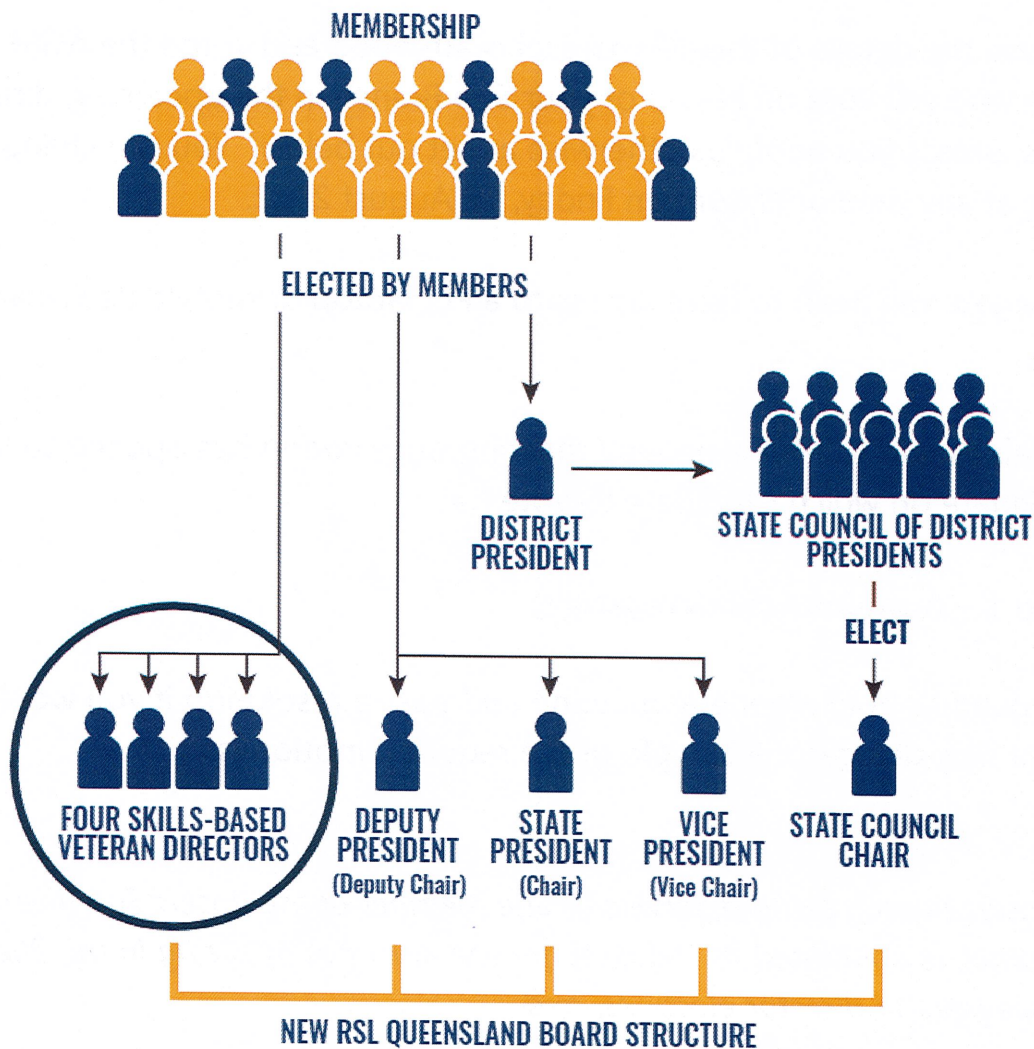 MEMBERSHIP
ELECTED BY MEMBERS
DISTRICT
PRESIDENT
STATE COUNCIL OF DISTRICT
PRESIDENTS
ELECT
FOUR SKILLS-BASED
VETERAN DIRECTORS
DEPUTY
PRESIDENT
(Deputy Chair)
STATE
PRESIDENT
(Chair)
VICE
PRESIDENT
(Vice Chair)
STATE COUNCIL
CHAIR
NEW RSL QUEENSLAND BOARD STRUCTURE